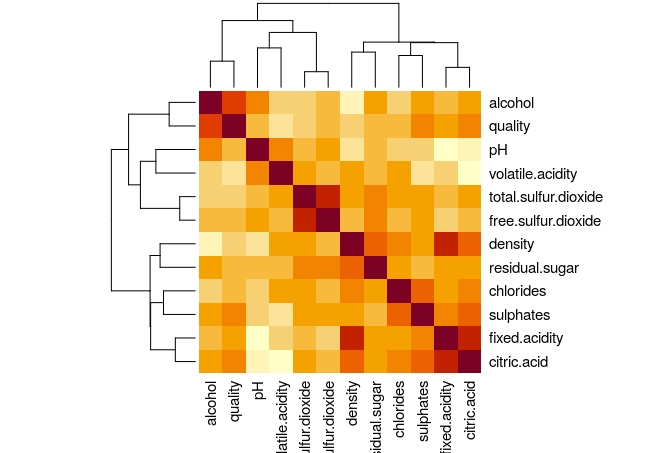 alcohol
quality
pH
volatile.acidity
total.sulfur.dioxide
free.sulfur.dioxide
density
residual.sugar
chlorides
sulphates
fixed.acidity
citric.acid
alcohol
quality
pH
latile.acidity
ulfur.dioxide
ulfur.dioxide
density
sidual.sugar
chlorides
sulphates
fixed.acidity
citric.acid